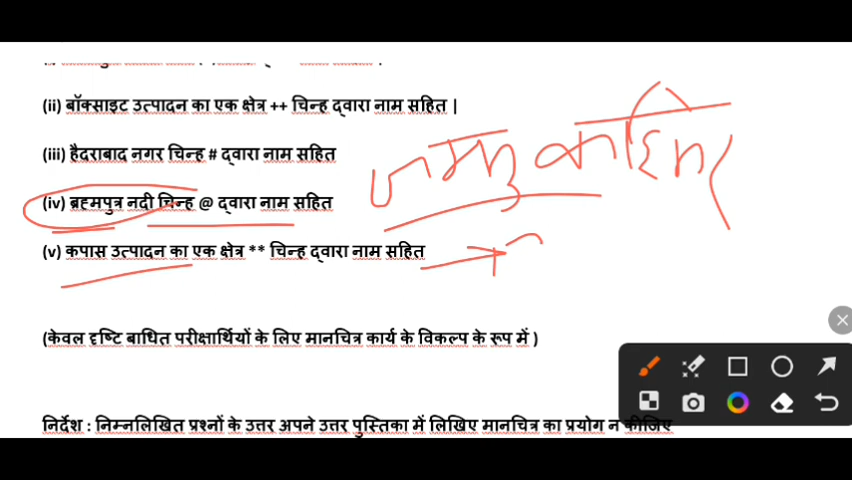 (ii) बॉक्साइट उत्पादन का एक क्षेत्र ++ चिन्ह द्वारा नाम सहित |
(iii) हैदराबाद नगर चिन्ह # द्वारा नाम सहित
(iv) ब्रह्मपुत्र नदी चिन्ह @ द्वारा नाम सहित
(v) कपास उत्पादन का एक क्षेत्र ** चिन्ह द्वारा नाम सहित
(केवल दृष्टि बाधित परीक्षार्थियों के लिए मानचित्र कार्य के विकल्प के रूप में )
निर्देश : निम्नलिखित प्रश्नों के उत्तर अपने उत्तर पुस्तिका में लिखिए मानचित्र का प्रयोग न कीजिए